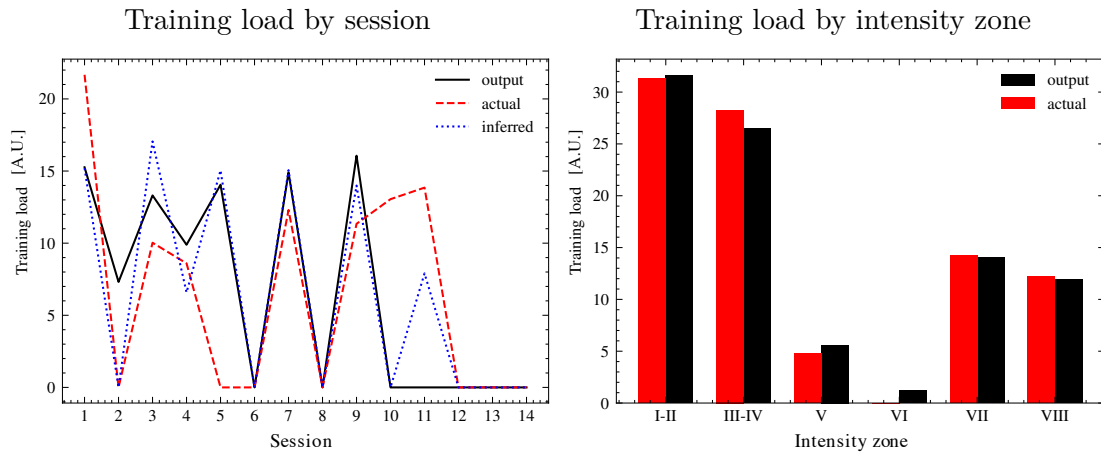 Training load by session
Training load by intensity zone
20
15
10
5
0
Training load [A.U.]
output
actual
inferred
1 2 3 4 5 6 7 8 9 10 11 12 13 14
Session
30
25
20
15
10
5
0
Training load [A.U.]
output
actual
I-II III-IV V VI VII VIII
Intensity zone